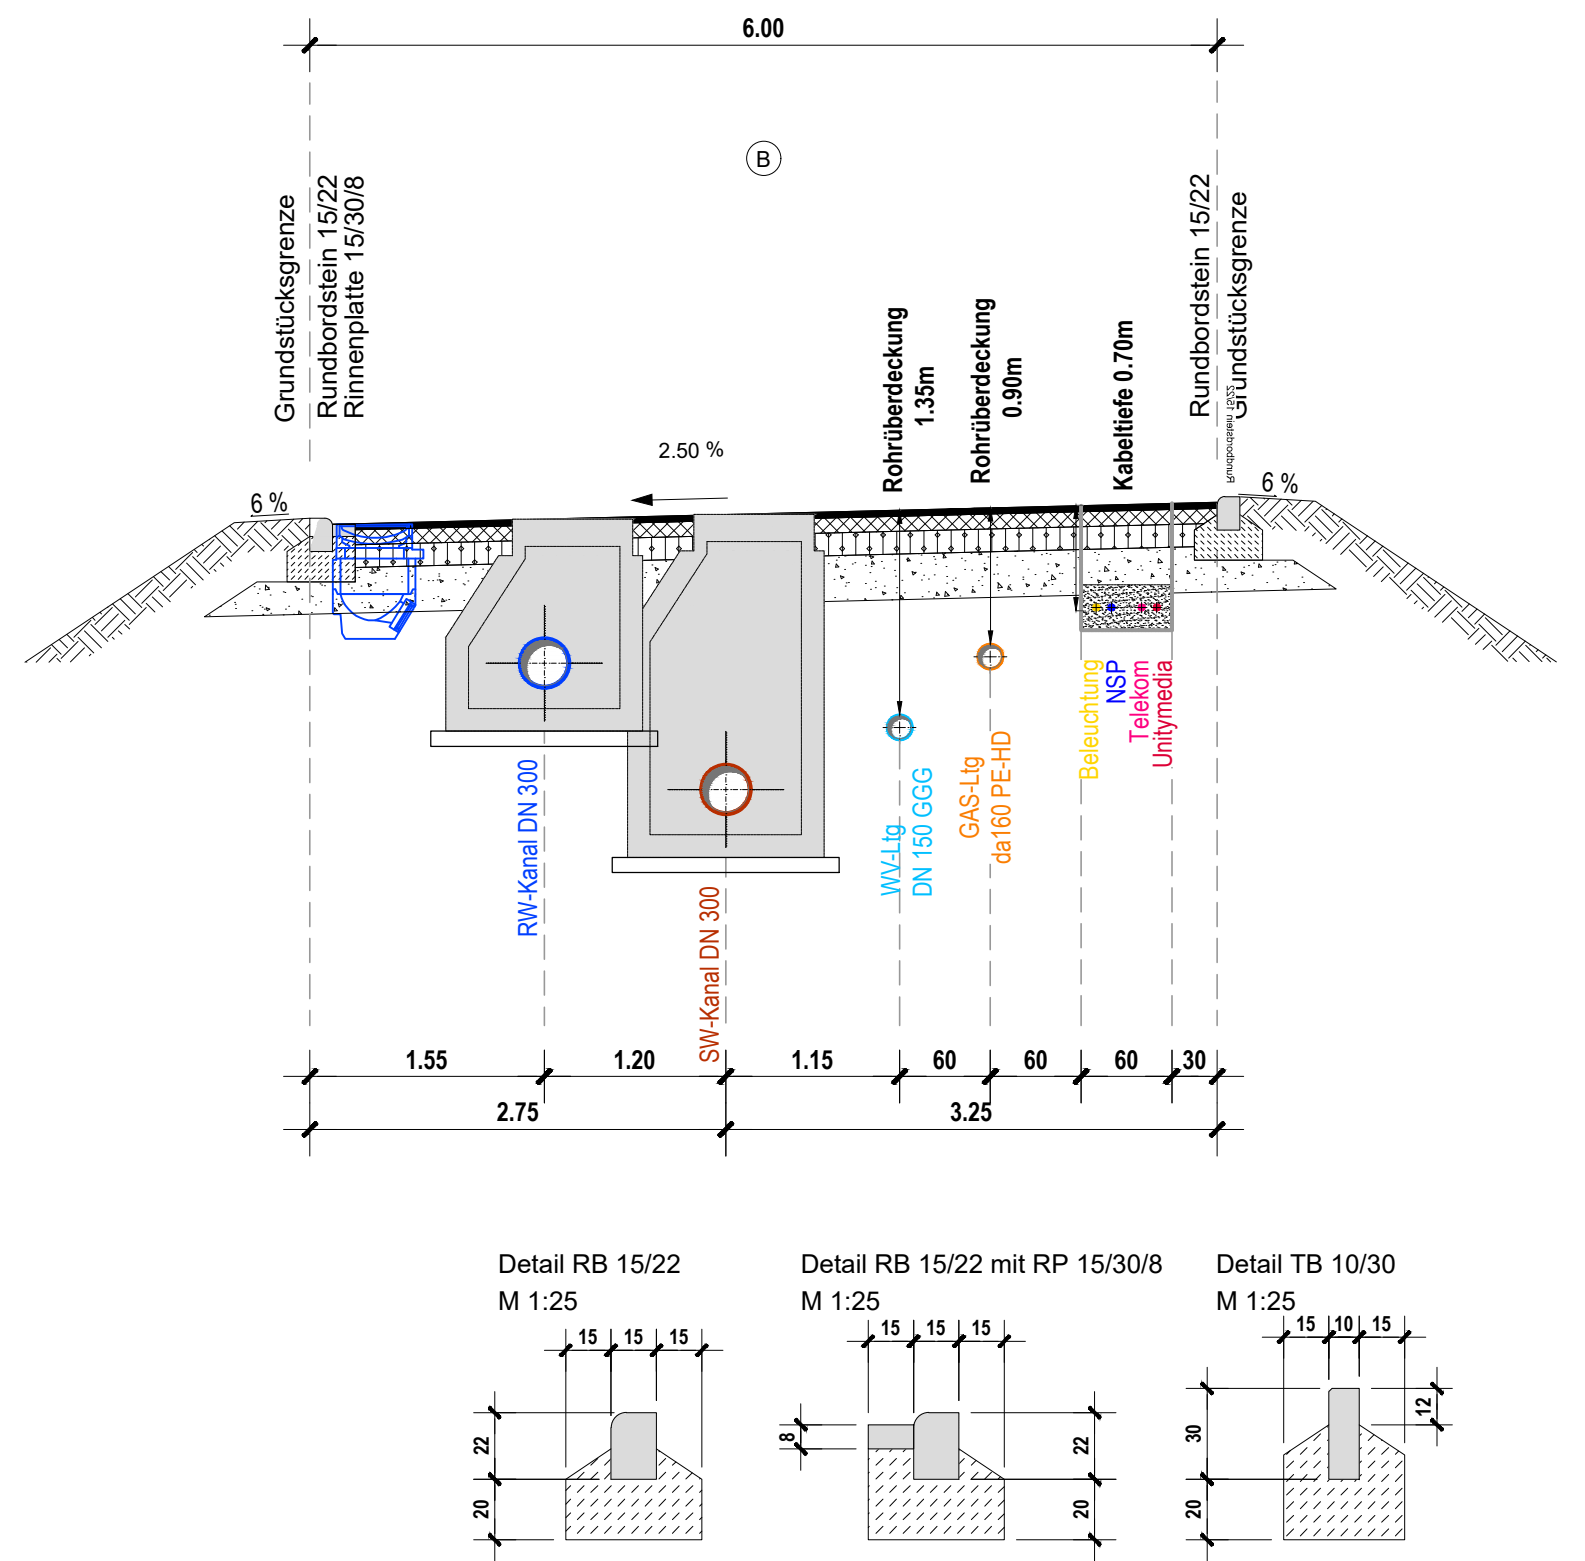 6.00
B
Grundstücksgrenze
Rundbordstein 15/22
Rinnenplatte 15/30/8
Rundbordstein 15/22
Grundstücksgrenze
Rundbordstein 15/22
Rohrüberdeckung
1.35m
Rohrüberdeckung
0.90m
Kabeltiefe 0.70m
2.50 %
6 %
6 %
Beleuchtung
NSP
Telekom
Unitymedia
RW-Kanal DN 300
SW-Kanal DN 300
WV-Ltg
DN 150 GGG
GAS-Ltg
da160 PE-HD
1.55 1.20 1.15 60 60 60 30
2.75 3.25
Detail RB 15/22
M 1:25
15 15 15
22
20
Detail RB 15/22 mit RP 15/30/8
M 1:25
15 15 15
8
22
20
Detail TB 10/30
M 1:25
15 10 15
30
12
20